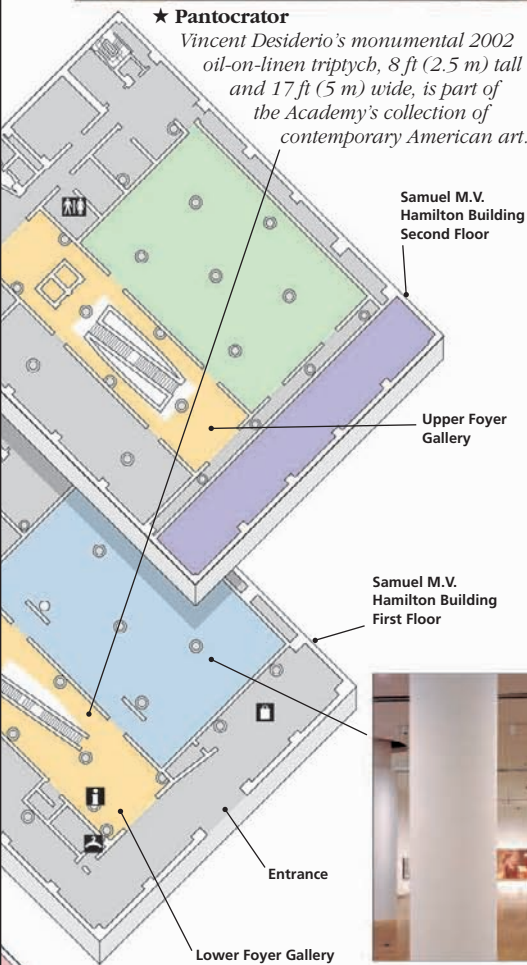 ★ Pantocrator
Vincent Desiderio’s monumental 2002
oil-on-linen triptych, 8 ft (2.5 m) tall
and 17 ft (5 m) wide, is part of
the Academy’s collection of
contemporary American art.
Samuel M.V.
Hamilton Building
Second Floor
Upper Foyer
Gallery
Samuel M.V.
Hamilton Building
First Floor
i
Entrance
Lower Foyer Gallery